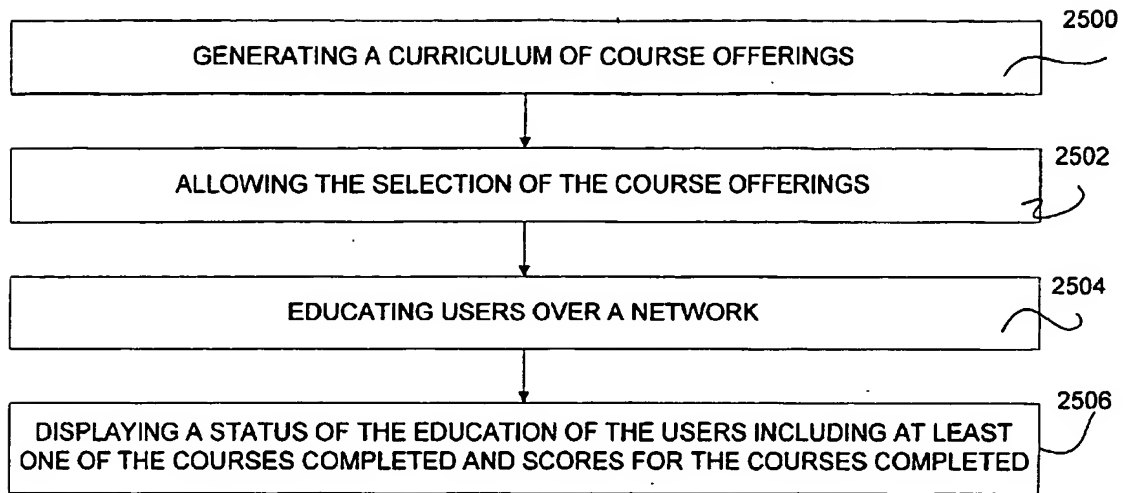 2500
GENERATING A CURRICULUM OF COURSE OFFERINGS
2502
ALLOWING THE SELECTION OF THE COURSE OFFERINGS
2504
EDUCATING USERS OVER A NETWORK
2506
DISPLAYING A STATUS OF THE EDUCATION OF THE USERS INCLUDING AT LEAST
ONE OF THE COURSES COMPLETED AND SCORES FOR THE COURSES COMPLETED